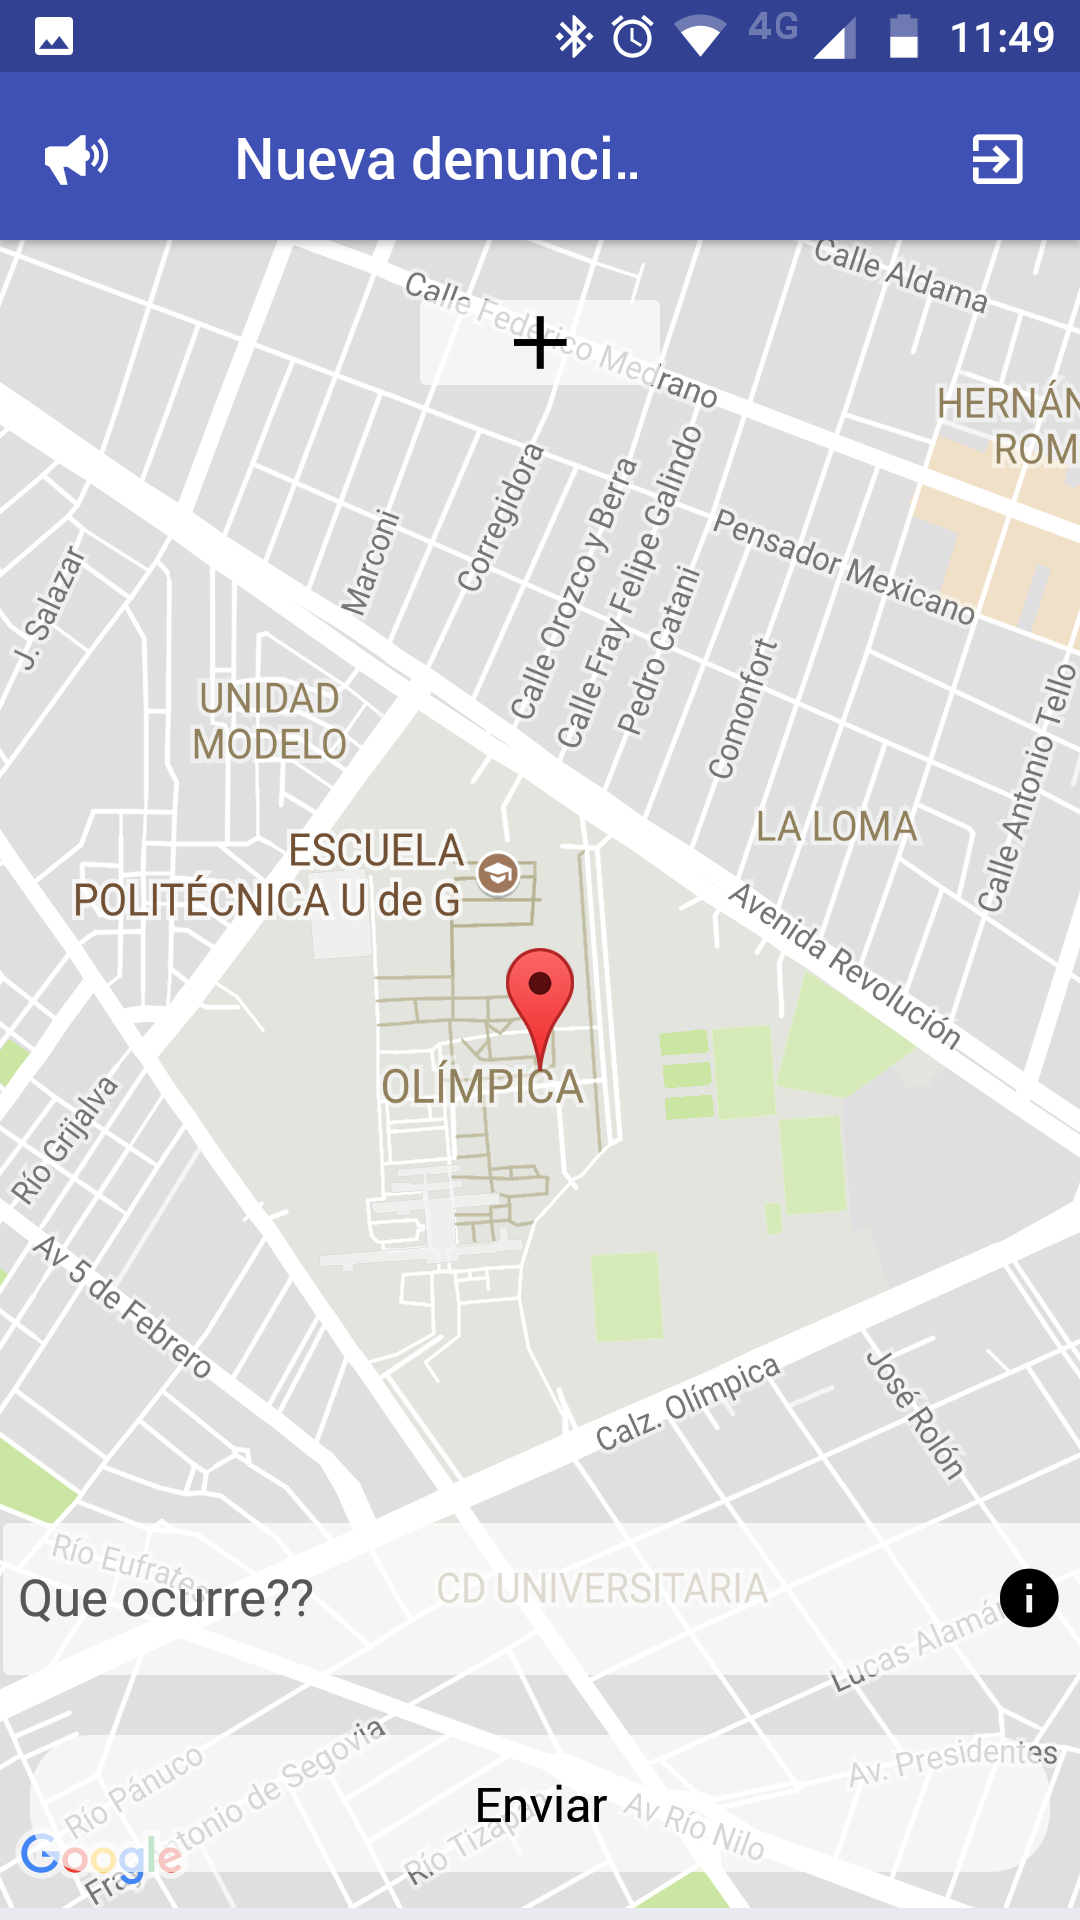 4G 11:49
Nueva denunci..
Calle Aldama
Calle Federico Medrano
HERNÁN
ROM
Corregidora
Marconi
Calle Orozco y Berra
Calle Fray Felipe Galindo
Pedro Catani
Pensador Mexicano
J. Salazar
Comonfort
Calle Antonio Tello
UNIDAD
MODELO
LA LOMA
ESCUELA
POLITÉCNICA U de G
Avenida Revolución
OLÍMPICA
Río Grijalva
Av 5 de Febrero
Calz. Olímpica
José Rolón
Río Eufrates
CD UNIVERSITARIA
Que ocurre??
Lucas Alamán
Av. Presidentes
Río Pánuco
Fray Antonio de Segovia
Enviar
Av Río Nilo
Google